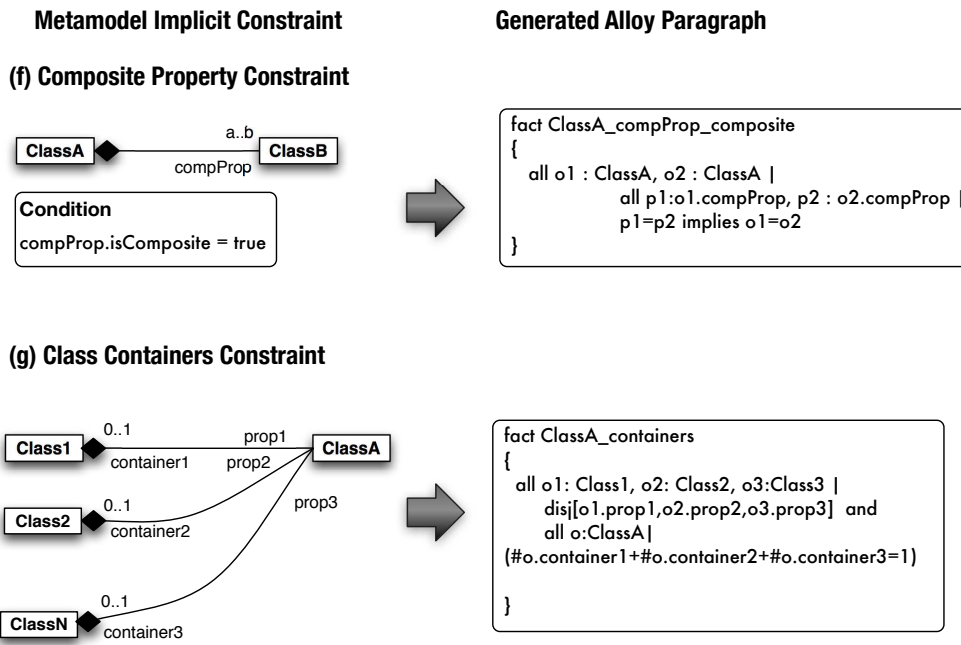 Metamodel Implicit Constraint
Generated Alloy Paragraph
(f) Composite Property Constraint
ClassA
a..b
compProp
ClassB
Condition
compProp.isComposite = true
fact ClassA_compProp_composite
{
all o1 : ClassA, o2 : ClassA |
all p1:o1.compProp, p2 : o2.compProp |
p1=p2 implies o1=o2
}
(g) Class Containers Constraint
Class1
0..1
container1
prop1
ClassA
prop2
Class2
0..1
container2
prop3
ClassN
0..1
container3
fact ClassA_containers
{
all o1: Class1, o2: Class2, o3:Class3 |
disj[o1.prop1,o2.prop2,o3.prop3] and
all o:ClassA|
(#o.container1+#o.container2+#o.container3=1)
}